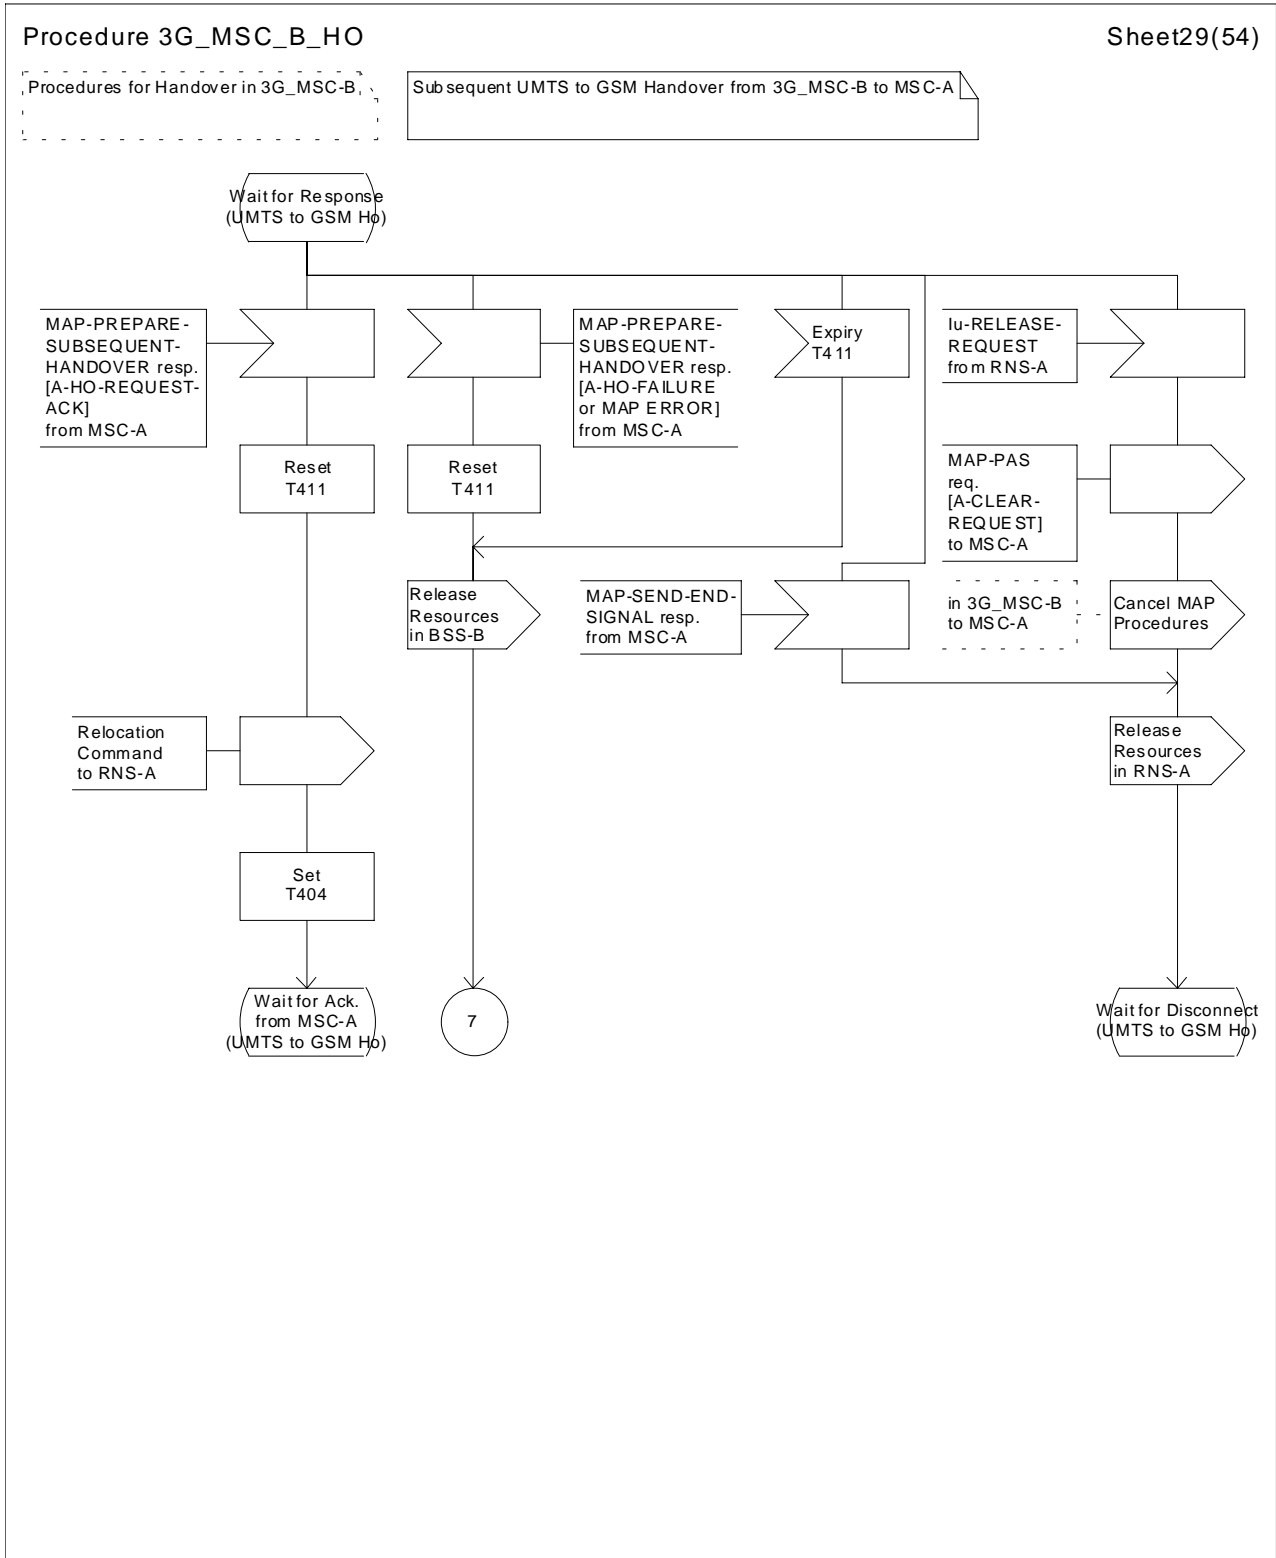 Procedure 3G_MSC_B_HO
Sheet29(54)
Procedures for Handover in 3G_MSC-B
Subsequent UMTS to GSM Handover from 3G_MSC-B to MSC-A
Wait for Response
(UMTS to GSM Ho)
MAP-PREPARE-
SUBSEQUENT-
HANDOVER resp.
[A-HO-REQUEST-
ACK]
from MSC-A
MAP-PREPARE-
SUBSEQUENT-
HANDOVER resp.
[A-HO-FAILURE
or MAP ERROR]
from MSC-A
Expiry
T411
Iu-RELEASE-
REQUEST
from RNS-A
Reset
T411
Reset
T411
MAP-PAS
req.
[A-CLEAR-
REQUEST]
to MSC-A
Release
Resources
in BSS-B
MAP-SEND-END-
SIGNAL resp.
from MSC-A
in 3G_MSC-B
to MSC-A
Cancel MAP
Procedures
Relocation
Command
to RNS-A
Release
Resources
in RNS-A
Set
T404
Wait for Ack.
from MSC-A
(UMTS to GSM Ho)
7
Wait for Disconnect
(UMTS to GSM Ho)